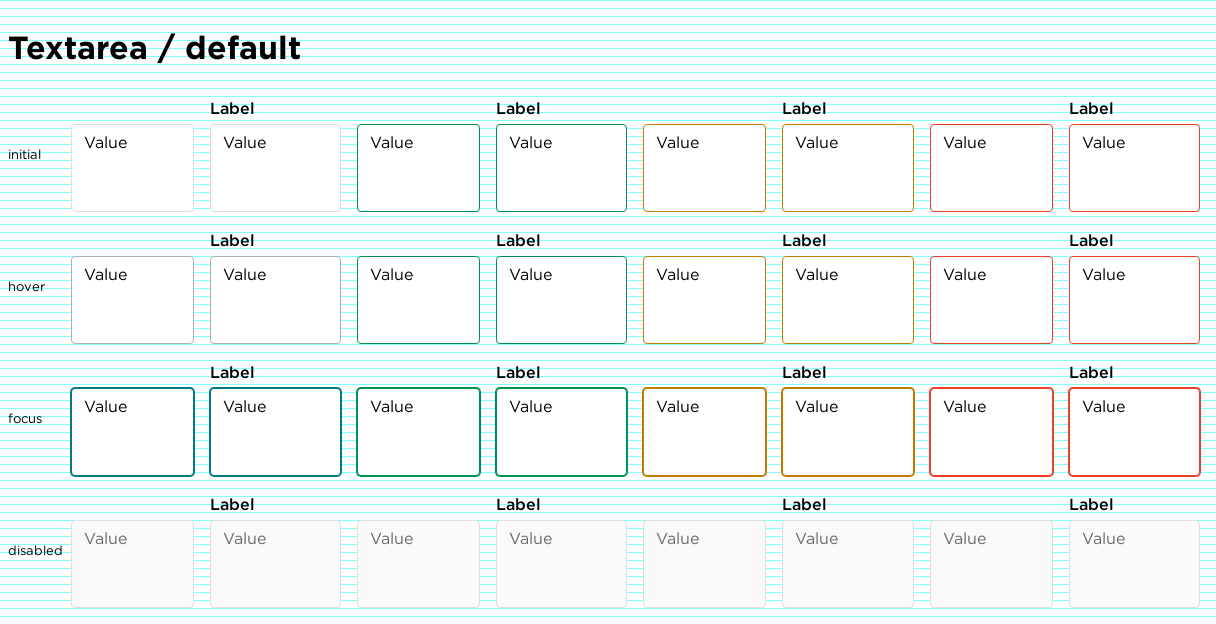 Textarea / default
Label Label Label Label
initial Value Value Value Value Value Value Value Value
Label Label Label Label
hover Value Value Value Value Value Value Value Value
Label Label Label Label
focus Value Value Value Value Value Value Value Value
Label Label Label Label
disabled Value Value Value Value Value Value Value Value